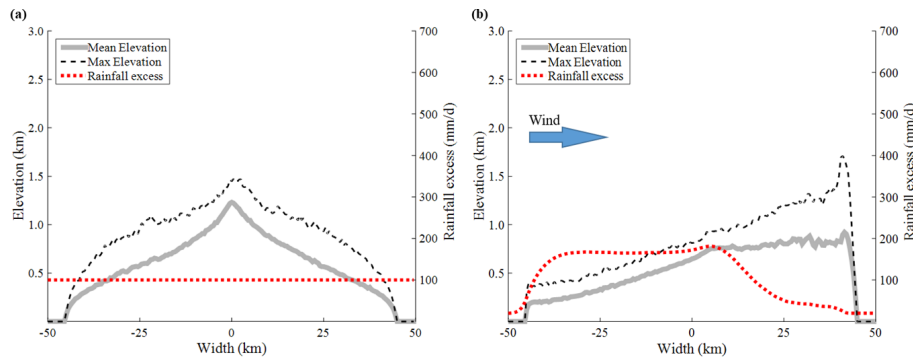 (a)
3.0
2.5
2.0
1.5
1.0
0.5
Elevation (km)
Mean Elevation
Max Elevation
Rainfall excess
700
600
500
400
300
200
100
Rainfall excess (mm/d)
-50
-25
0
25
50
Width (km)
(b)
3.0
2.5
2.0
1.5
1.0
0.5
Elevation (km)
Mean Elevation
Max Elevation
Rainfall excess
Wind
700
600
500
400
300
200
100
Rainfall excess (mm/d)
-50
-25
0
25
50
Width (km)